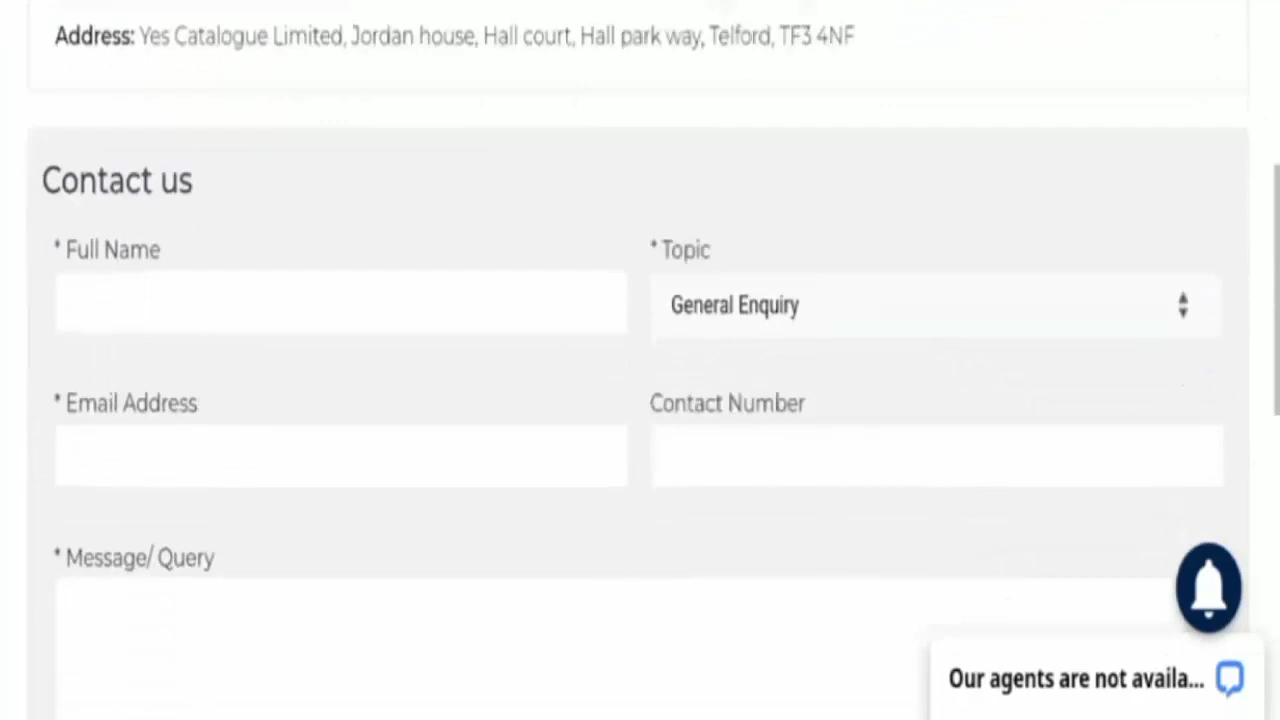 Address: Yes Catalogue Limited, Jordan house, Hall court, Hall park way, Telford, TF3 4NF
Contact us
* Full Name
* Topic
General Enquiry
* Email Address
Contact Number
* Message/ Query
Our agents are not availa...